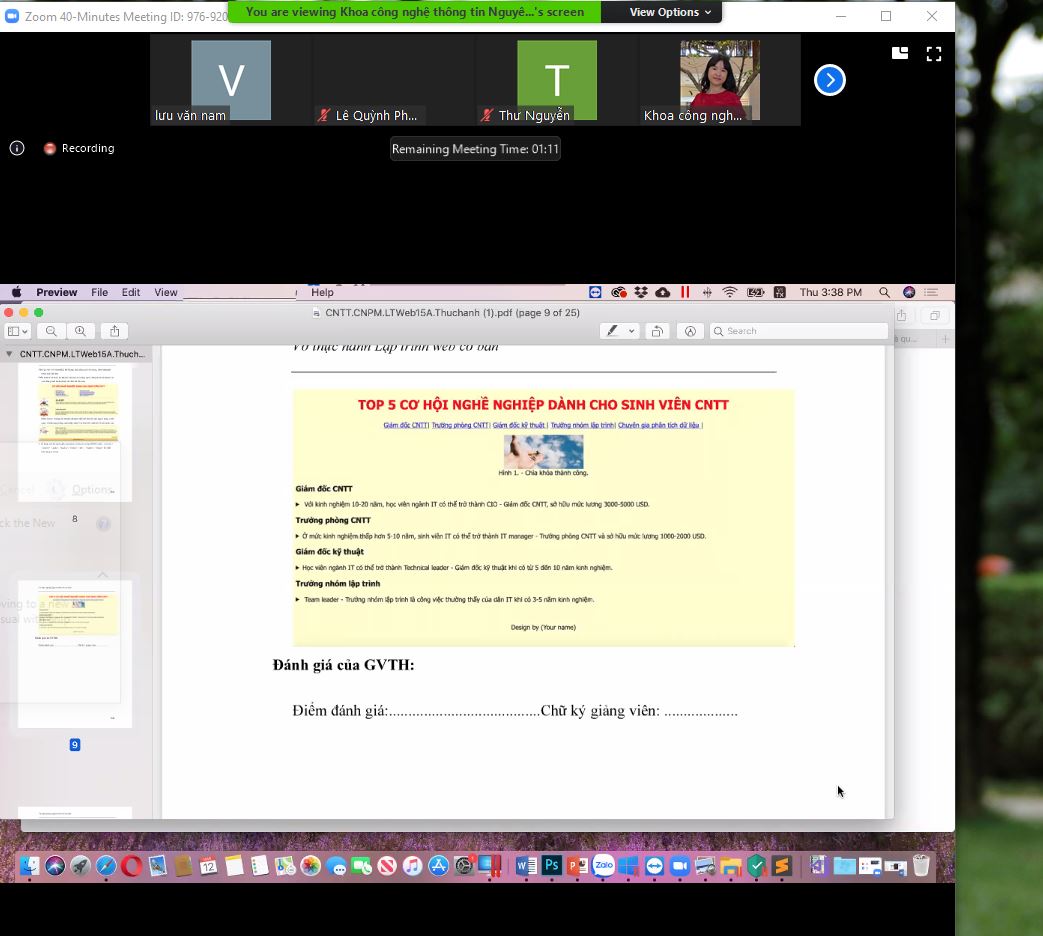 Zoom 40-Minutes Meeting ID: 976-920
You are viewing Khoa công nghệ thông tin Nguyê...'s screen
View Options
V
T
lưu văn nam
Lê Quỳnh Ph...
Thư Nguyễn
Khoa công ngh...
Recording
Remaining Meeting Time: 01:11
Preview File Edit View Help
Thu 3:38 PM
CNTT.CNPM.LTWeb15A.Thuchanh (1).pdf (page 9 of 25)
Search
CNTT.CNPM.LTWeb15A.Thuch...
Vở thực hành Lập trình web cơ bản
TOP 5 CƠ HỘI NGHỀ NGHIỆP DÀNH CHO SINH VIÊN CNTT
Giám đốc CNTT| Trưởng phòng CNTT| Giám đốc kỹ thuật | Trưởng nhóm lập trình| Chuyên gia phân tích dữ liệu |
Hình 1. - Chìa khóa thành công.
Giám đốc CNTT
► Với kinh nghiệm 10-20 năm, học viên ngành IT có thể trở thành CIO - Giám đốc CNTT, sở hữu mức lương 3000-5000 USD.
Trưởng phòng CNTT
► Ở mức kinh nghiệm thấp hơn 5-10 năm, sinh viên IT có thể trở thành IT manager - Trưởng phòng CNTT và sở hữu mức lương 1000-2000 USD.
Giám đốc kỹ thuật
► Học viên ngành IT có thể trở thành Technical leader - Giám đốc kỹ thuật khi có từ 5 đến 10 năm kinh nghiệm.
Trưởng nhóm lập trình
► Team leader - Trưởng nhóm lập trình là công việc thường thấy của dân IT khi có 3-5 năm kinh nghiệm.
Design by (Your name)
Cancel
Options
ck the New
8
?
oving to a new
sual wi
9
Đánh giá của GVTH:
Điểm đánh giá:.......................................Chữ ký giảng viên: ...................
12
W
Ps
P
Zalo
S